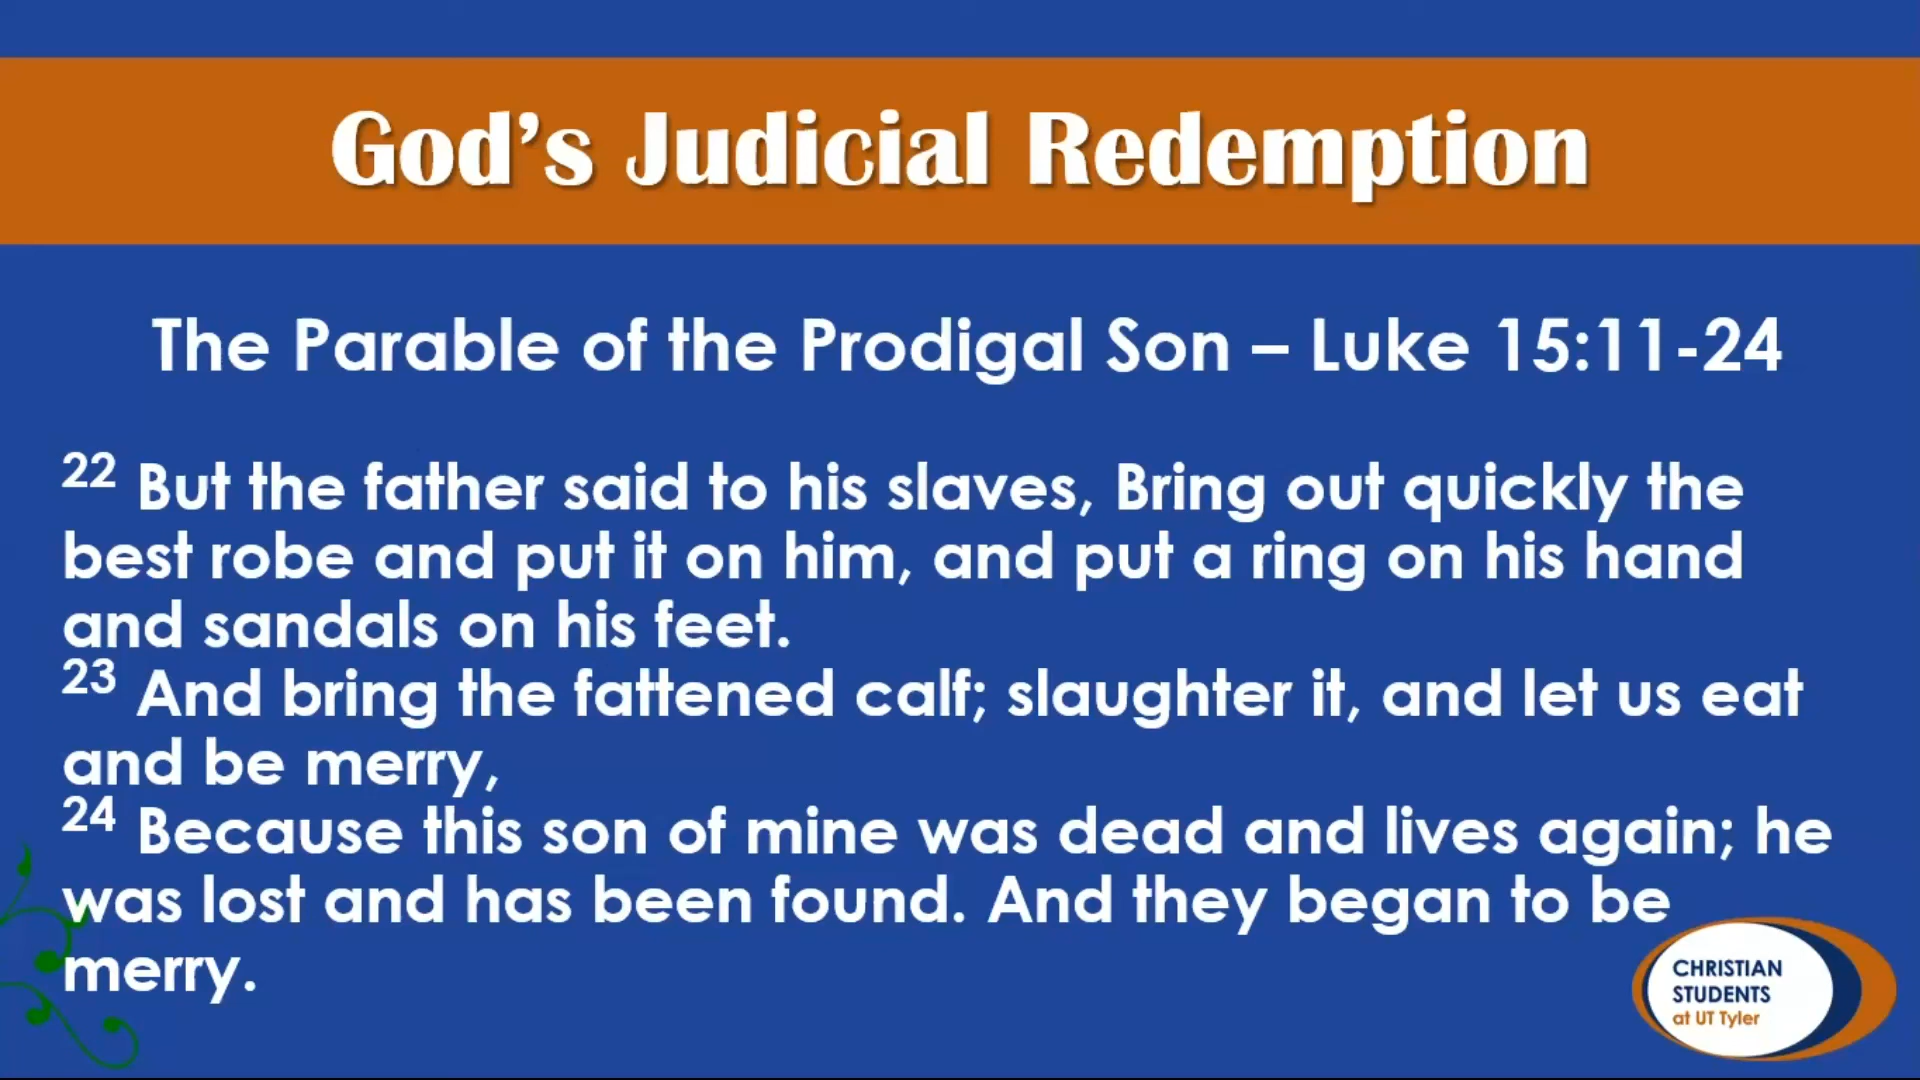 God’s Judicial Redemption
The Parable of the Prodigal Son – Luke 15:11-24
22 But the father said to his slaves, Bring out quickly the
best robe and put it on him, and put a ring on his hand
and sandals on his feet.
23 And bring the fattened calf; slaughter it, and let us eat
and be merry,
24 Because this son of mine was dead and lives again; he
was lost and has been found. And they began to be
merry.
CHRISTIAN
STUDENTS
at UT Tyler